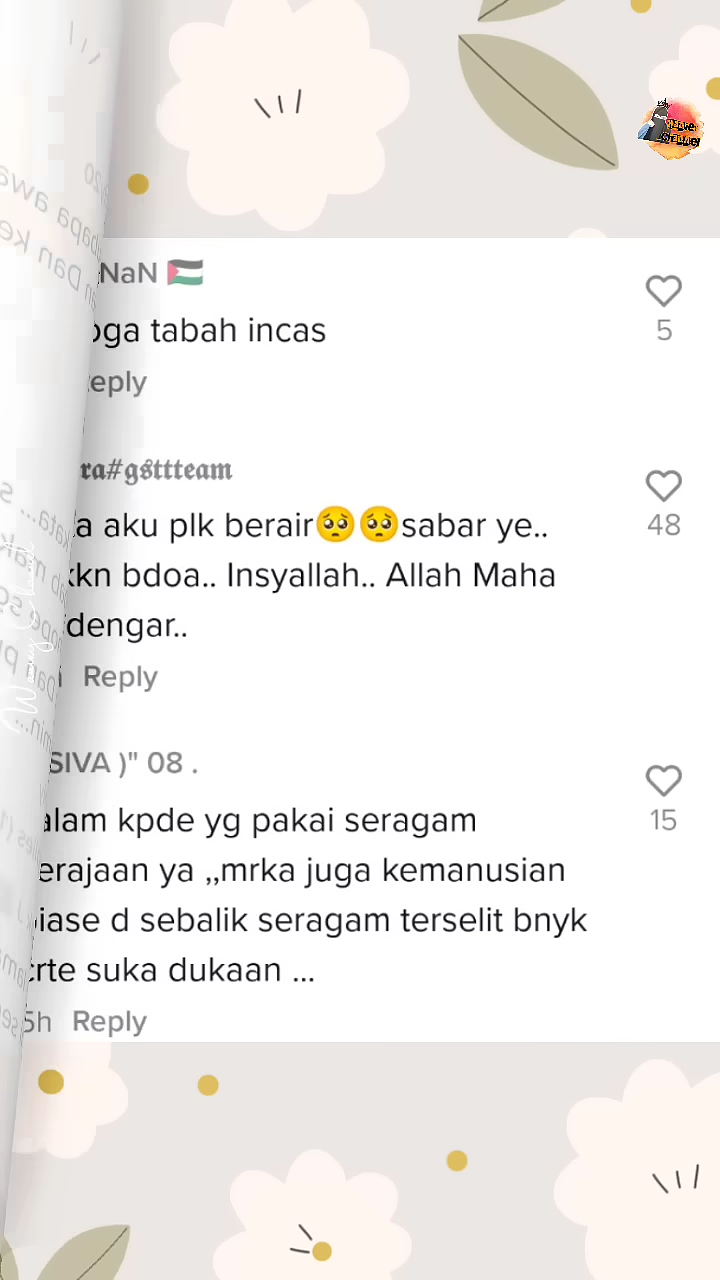 NaN 🇵🇸
oga tabah incas
5
eply
ra#gsttteam
a aku plk berair🥺🥺sabar ye..
48
kn bdoa.. Insyallah.. Allah Maha
dengar..
Reply
SIVA )" 08 .
alam kpde yg pakai seragam
15
erajaan ya ,,mrka juga kemanusian
iase d sebalik seragam terselit bnyk
rte suka dukaan ...
5h Reply